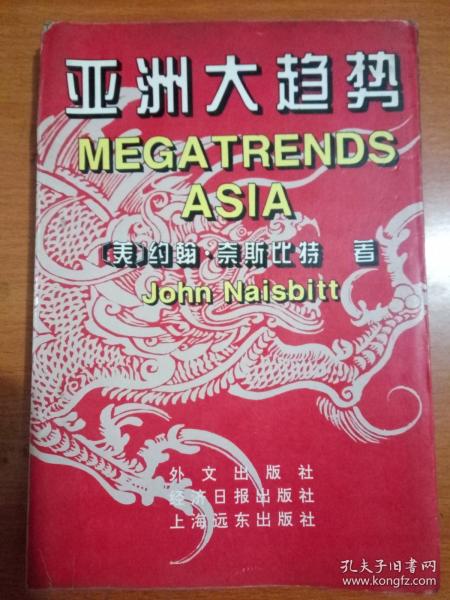 亚洲大趋势
MEGATRENDS
ASIA
〔美〕约翰·奈斯比特 著
John Naisbitt
外文出版社
经济日报出版社
上海远东出版社
孔夫子旧书网
www.kongfz.com